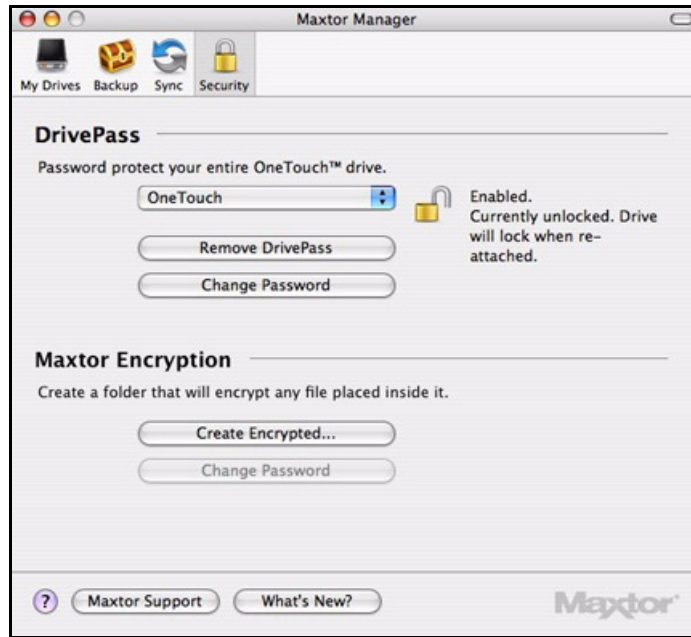 Maxtor Manager
My Drives Backup Sync Security
DrivePass
Password protect your entire OneTouch™ drive.
OneTouch
Enabled.
Currently unlocked. Drive
will lock when re-
attached.
Remove DrivePass
Change Password
Maxtor Encryption
Create a folder that will encrypt any file placed inside it.
Create Encrypted...
Change Password
? Maxtor Support What's New? Maxtor